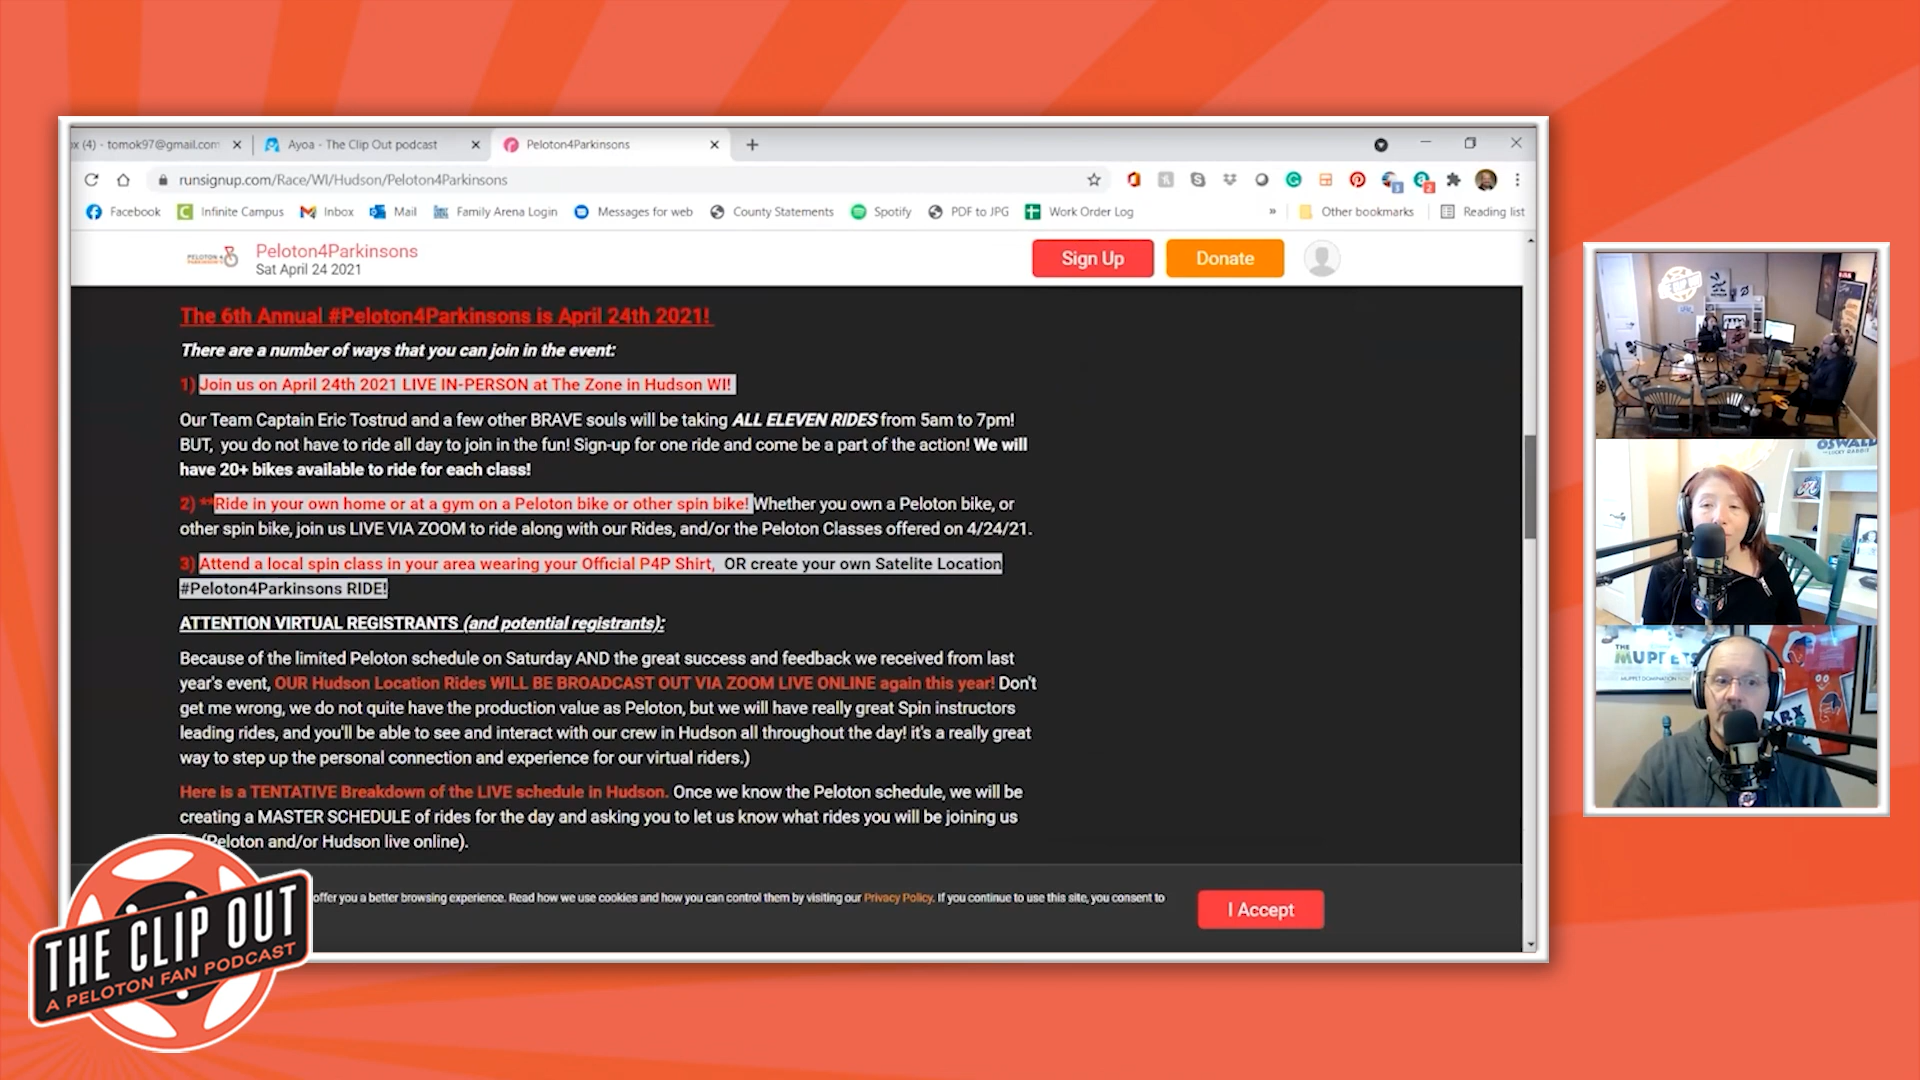 x (4) - tomok97@gmail.com
Ayoa - The Clip Out podcast
Peloton4Parkinsons
runsignup.com/Race/WI/Hudson/Peloton4Parkinsons
Facebook
Infinite Campus
Inbox
Mail
Family Arena Login
Messages for web
County Statements
Spotify
PDF to JPG
Work Order Log
»
Other bookmarks
Reading list
PELOTON 4
PARKINSON'S
Peloton4Parkinsons
Sat April 24 2021
Sign Up
Donate
The 6th Annual #Peloton4Parkinsons is April 24th 2021!
There are a number of ways that you can join in the event:
1) Join us on April 24th 2021 LIVE IN-PERSON at The Zone in Hudson WI!
Our Team Captain Eric Tostrud and a few other BRAVE souls will be taking ALL ELEVEN RIDES from 5am to 7pm!
BUT, you do not have to ride all day to join in the fun! Sign-up for one ride and come be a part of the action! We will
have 20+ bikes available to ride for each class!
2) **Ride in your own home or at a gym on a Peloton bike or other spin bike! Whether you own a Peloton bike, or
other spin bike, join us LIVE VIA ZOOM to ride along with our Rides, and/or the Peloton Classes offered on 4/24/21.
3) Attend a local spin class in your area wearing your Official P4P Shirt, OR create your own Satelite Location
#Peloton4Parkinsons RIDE!
ATTENTION VIRTUAL REGISTRANTS (and potential registrants):
Because of the limited Peloton schedule on Saturday AND the great success and feedback we received from last
year's event, OUR Hudson Location Rides WILL BE BROADCAST OUT VIA ZOOM LIVE ONLINE again this year! Don't
get me wrong, we do not quite have the production value as Peloton, but we will have really great Spin instructors
leading rides, and you'll be able to see and interact with our crew in Hudson all throughout the day! it's a really great
way to step up the personal connection and experience for our virtual riders.)
Here is a TENTATIVE Breakdown of the LIVE schedule in Hudson. Once we know the Peloton schedule, we will be
creating a MASTER SCHEDULE of rides for the day and asking you to let us know what rides you will be joining us
(Peloton and/or Hudson live online).
offer you a better browsing experience. Read how we use cookies and how you can control them by visiting our Privacy Policy. If you continue to use this site, you consent to
I Accept
THE CLIP OUT
A PELOTON FAN PODCAST
OSWALD
THE LUCKY RABBIT
THE
MUPPETS